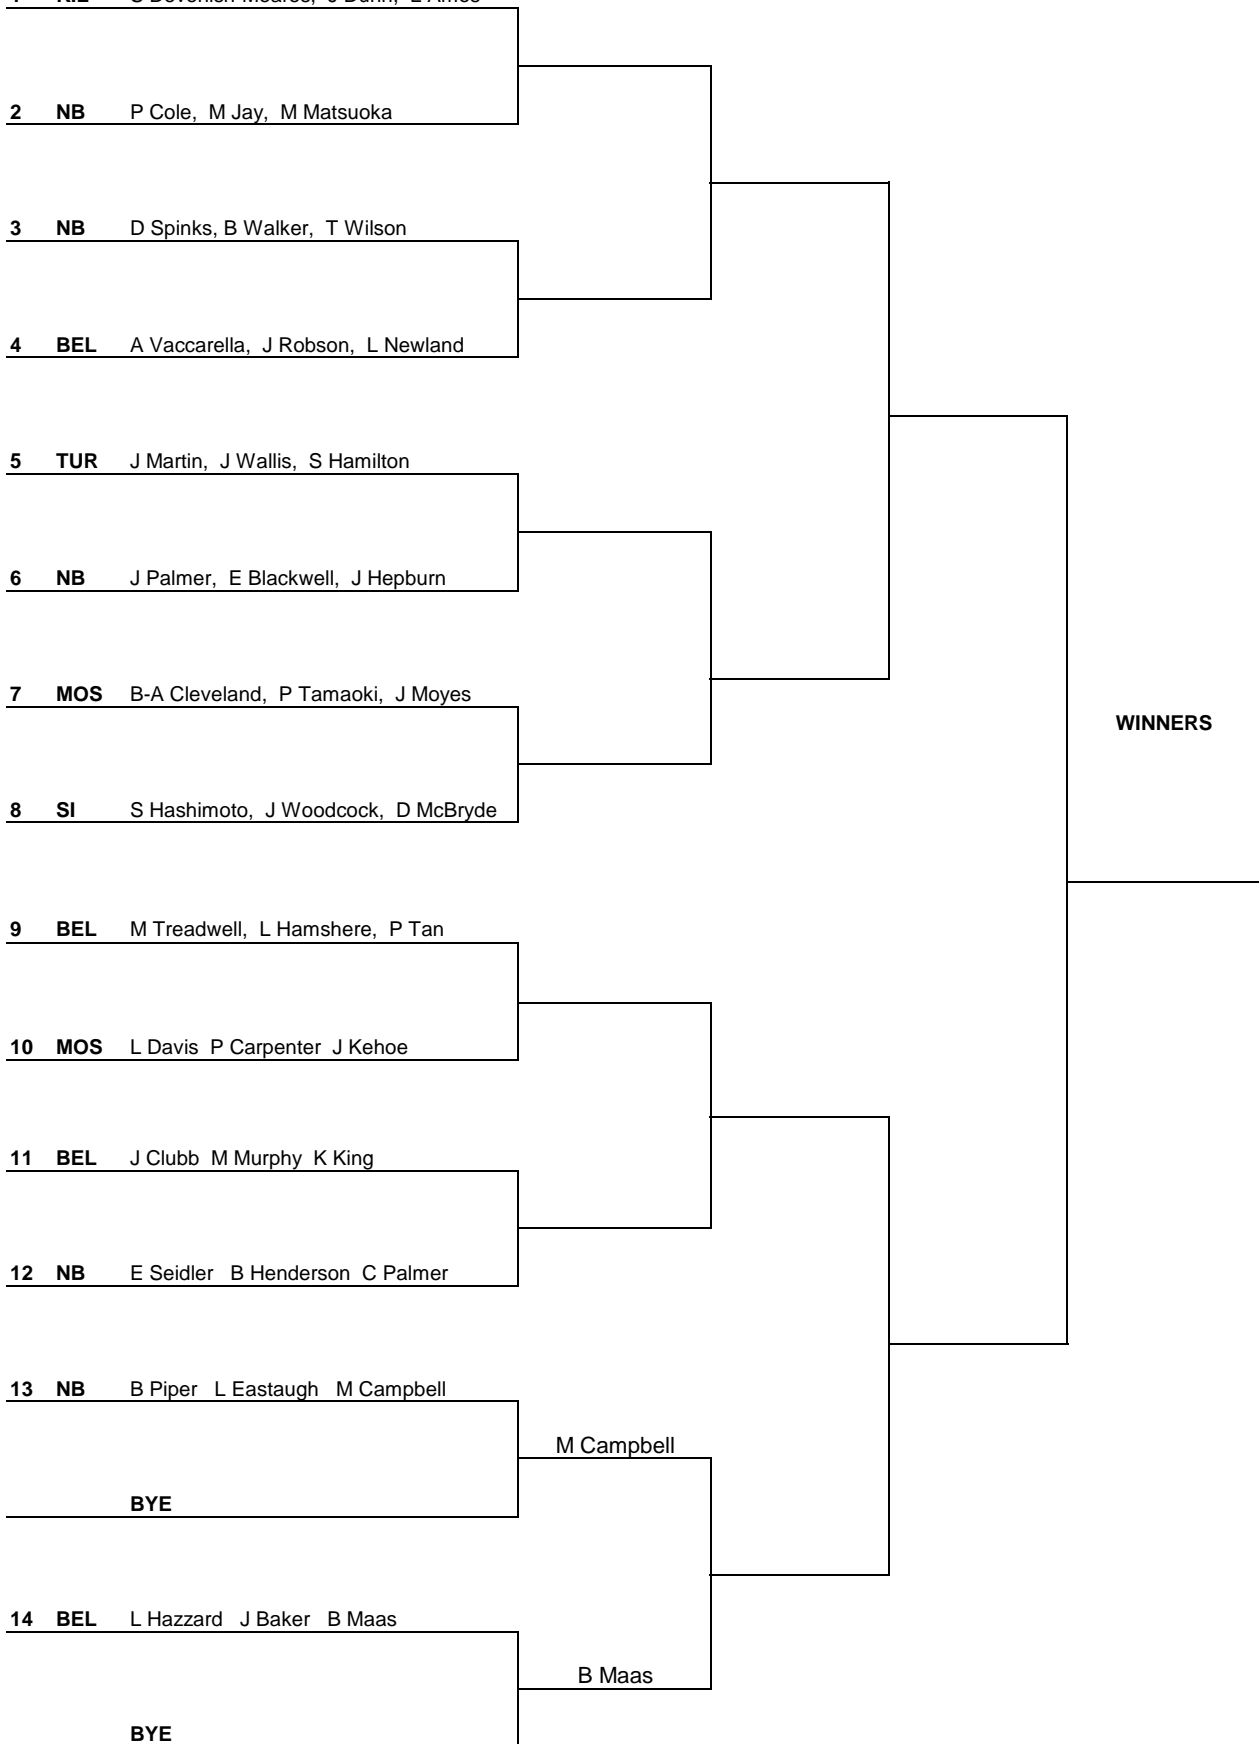 2 NB P Cole, M Jay, M Matsuoka
3 NB D Spinks, B Walker, T Wilson
4 BEL A Vaccarella, J Robson, L Newland
5 TUR J Martin, J Wallis, S Hamilton
6 NB J Palmer, E Blackwell, J Hepburn
7 MOS B-A Cleveland, P Tamaoki, J Moyes
WINNERS
8 SI S Hashimoto, J Woodcock, D McBryde
9 BEL M Treadwell, L Hamshere, P Tan
10 MOS L Davis P Carpenter J Kehoe
11 BEL J Clubb M Murphy K King
12 NB E Seidler B Henderson C Palmer
13 NB B Piper L Eastaugh M Campbell
M Campbell
BYE
14 BEL L Hazzard J Baker B Maas
B Maas
BYE